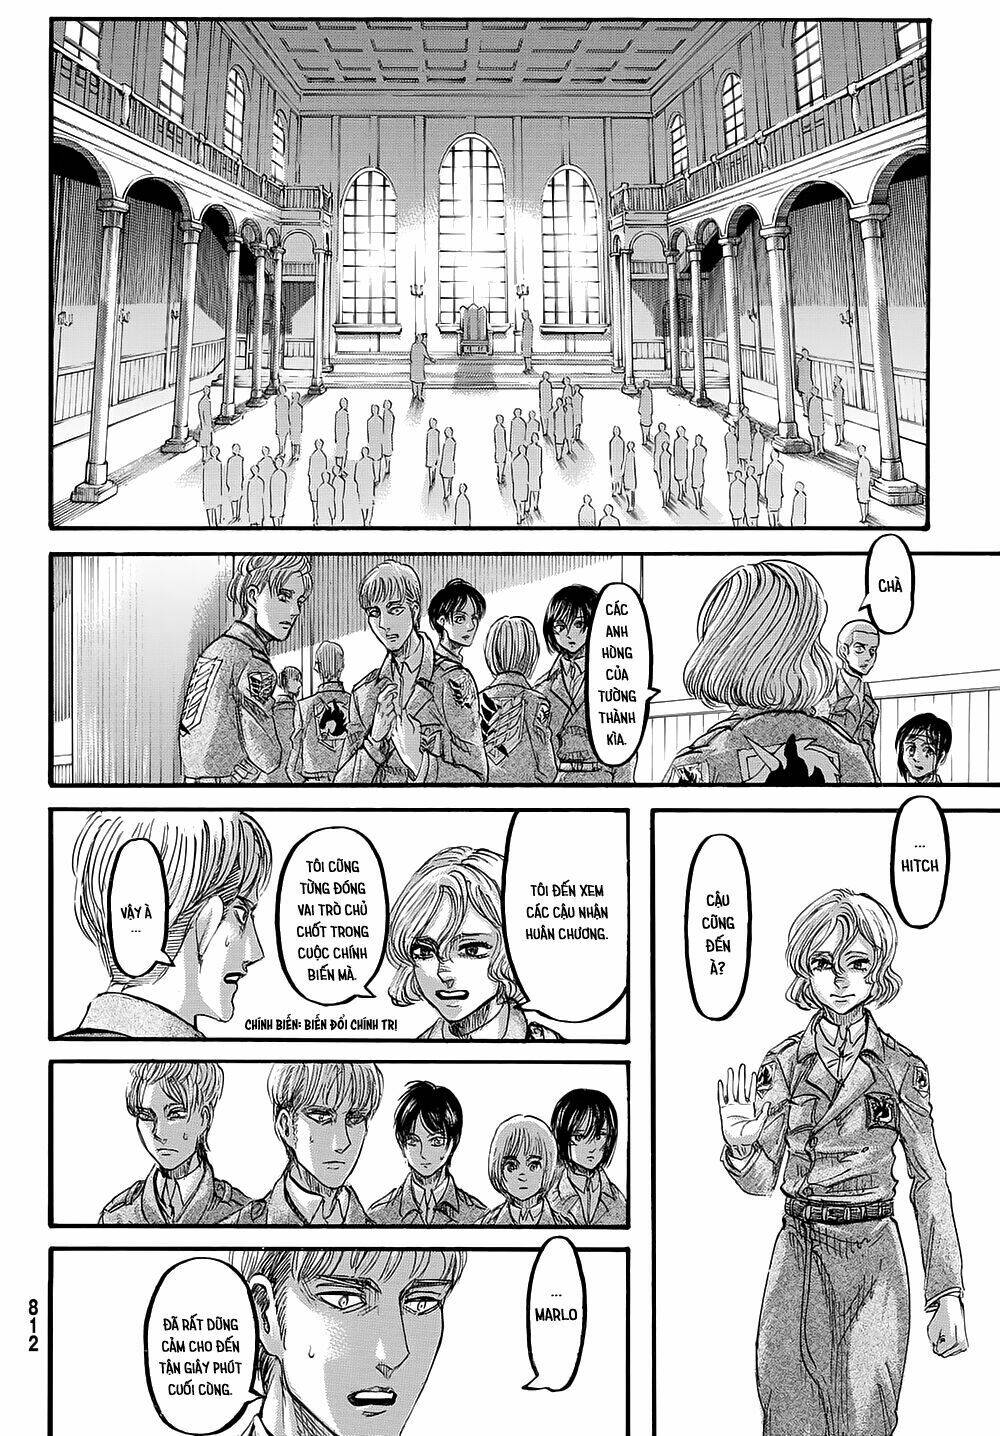 CHÀ
CÁC
ANH
HÙNG
CỦA
TƯỜNG
THÀNH
KÌA.
...
HITCH
CẬU
CŨNG
ĐẾN
À?
TÔI ĐẾN XEM
CÁC CẬU NHẬN
HUÂN CHƯƠNG.
TÔI CŨNG
TỪNG ĐÓNG
VAI TRÒ CHỦ
CHỐT TRONG
CUỘC CHÍNH
BIẾN MÀ.
CHÍNH BIẾN: BIẾN ĐỔI CHÍNH TRỊ
VẬY À
...
...
MARLO
ĐÃ RẤT DŨNG
CẢM CHO ĐẾN
TẬN GIÂY PHÚT
CUỐI CÙNG.
812